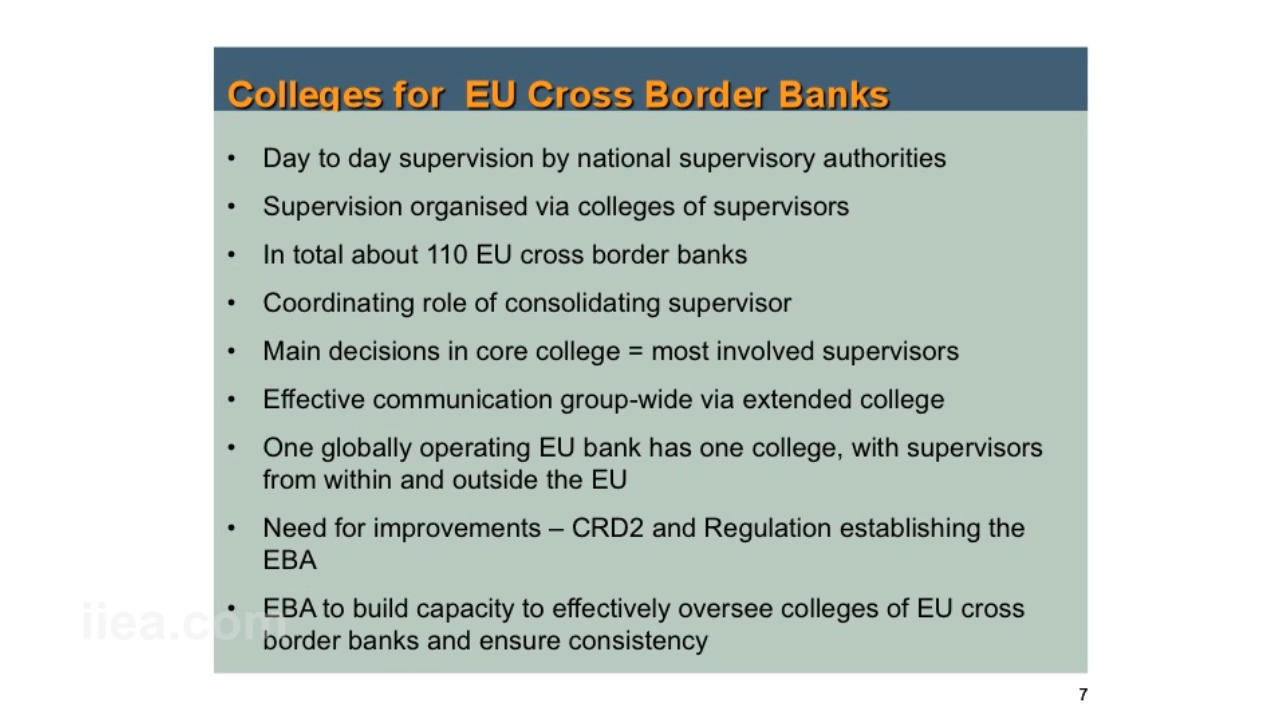 Colleges for  EU Cross Border Banks
• Day to day supervision by national supervisory authorities
• Supervision organised via colleges of supervisors
• In total about 110 EU cross border banks
• Coordinating role of consolidating supervisor
• Main decisions in core college = most involved supervisors
• Effective communication group-wide via extended college
• One globally operating EU bank has one college, with supervisors
from within and outside the EU
• Need for improvements – CRD2 and Regulation establishing the
EBA
• EBA to build capacity to effectively oversee colleges of EU cross
border banks and ensure consistency
iiea.com
7